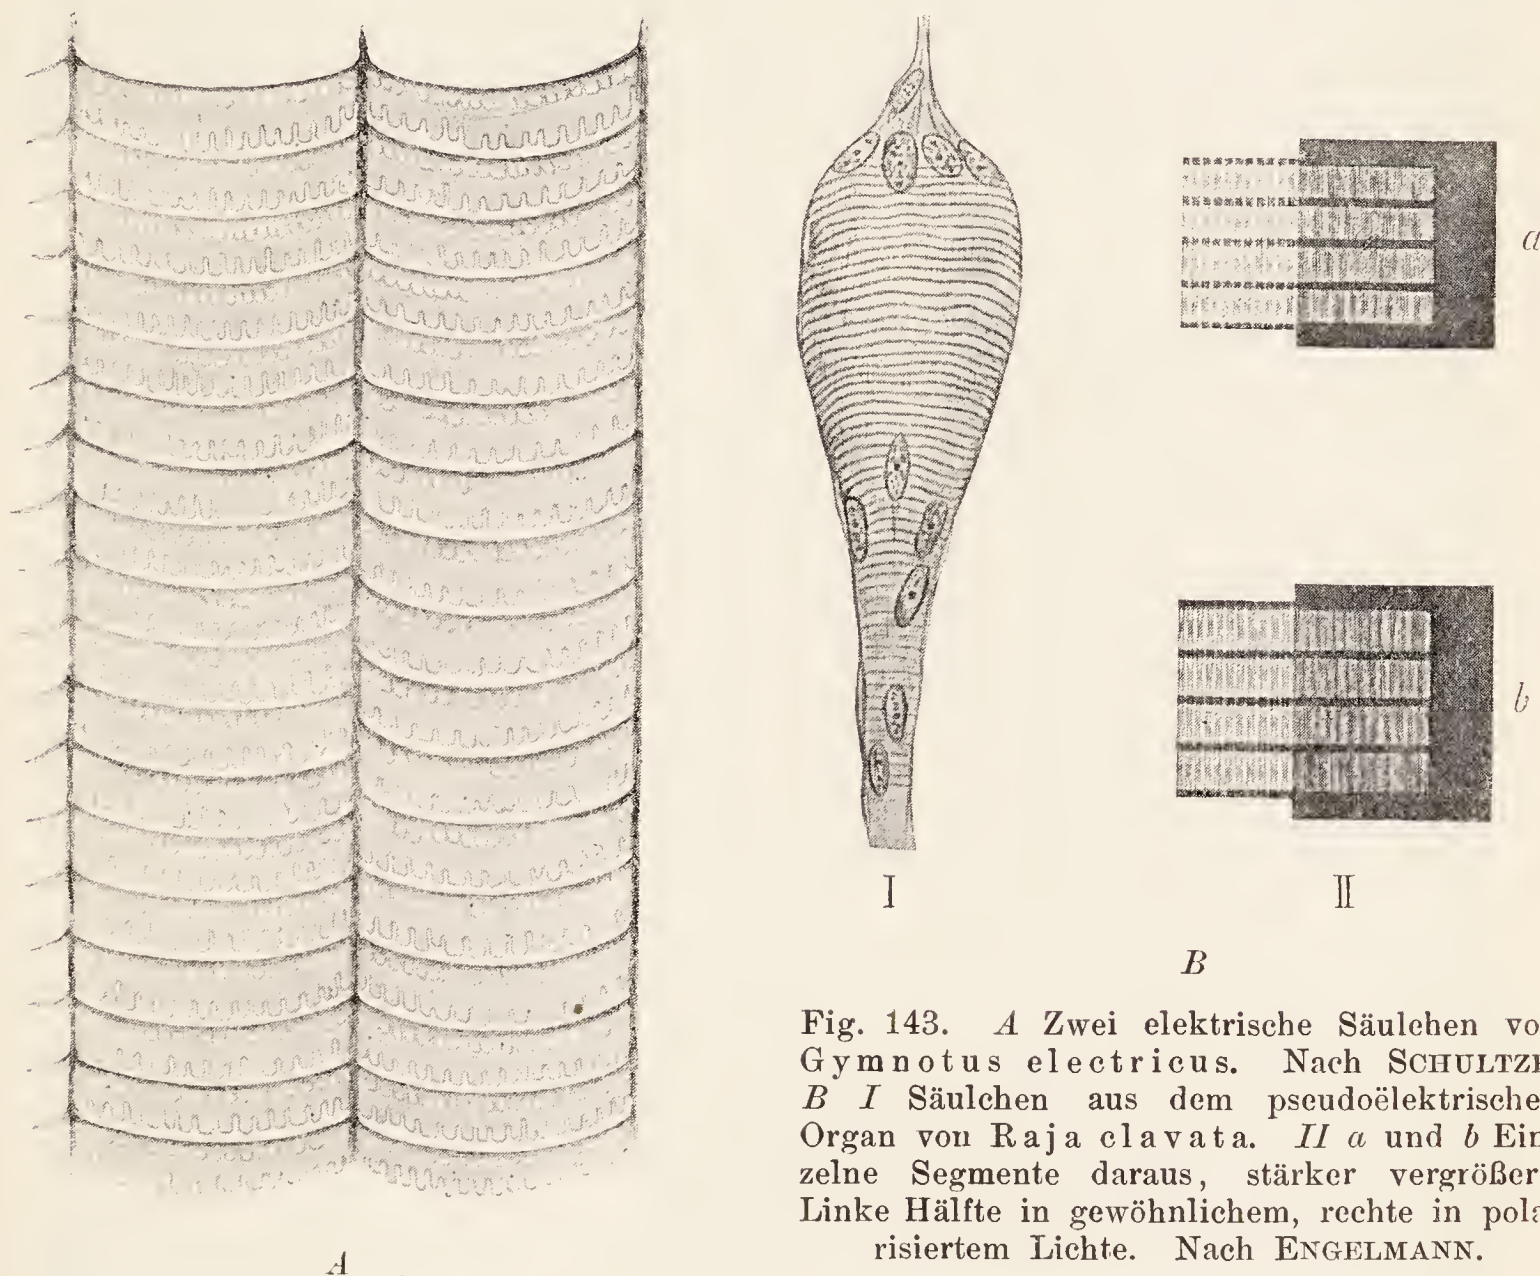 a
b
I II
B
A
Fig. 143. A Zwei elektrische Säulchen vo
Gymnotus electricus. Nach SCHULTZE
B I Säulchen aus dem pseudoëlektrische
Organ von Raja clavata. II a und b Ein
zelne Segmente daraus, stärker vergrößer
Linke Hälfte in gewöhnlichem, rechte in pola
risiertem Lichte. Nach ENGELMANN.